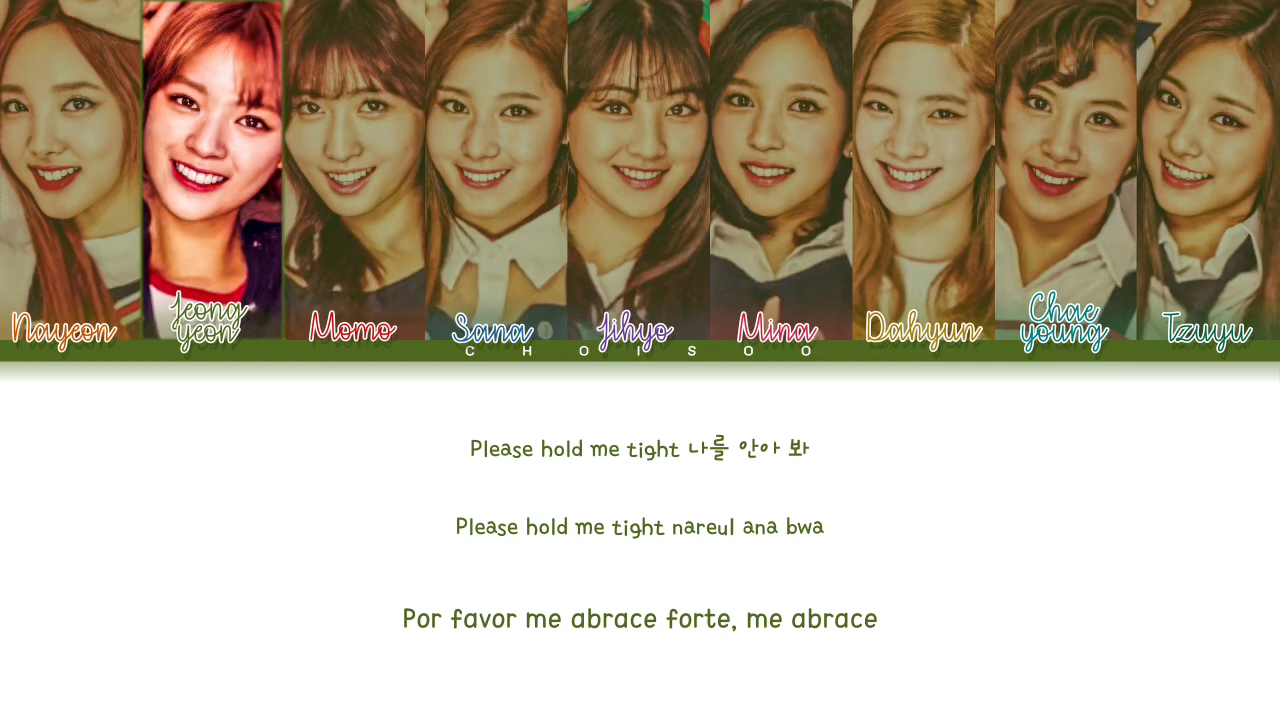 Nayeon
Jeong
yeon
Momo
Sana
Jihyo
Mina
Dahyun
Chae
young
Tzuyu
C H O I S O O
Please hold me tight 나를 안아 봐
Please hold me tight nareul ana bwa
Por favor me abrace forte, me abrace